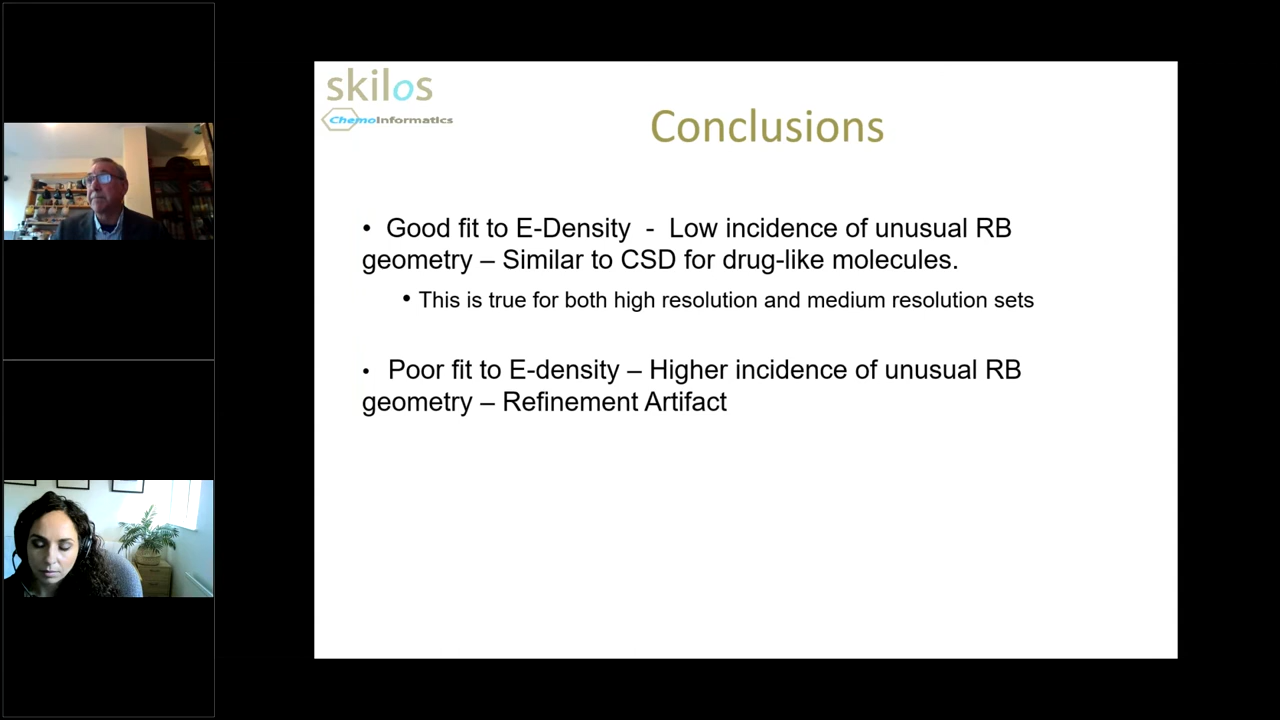 skilos
ChemoInformatics
Conclusions
• Good fit to E-Density - Low incidence of unusual RB
geometry – Similar to CSD for drug-like molecules.
• This is true for both high resolution and medium resolution sets
• Poor fit to E-density – Higher incidence of unusual RB
geometry – Refinement Artifact